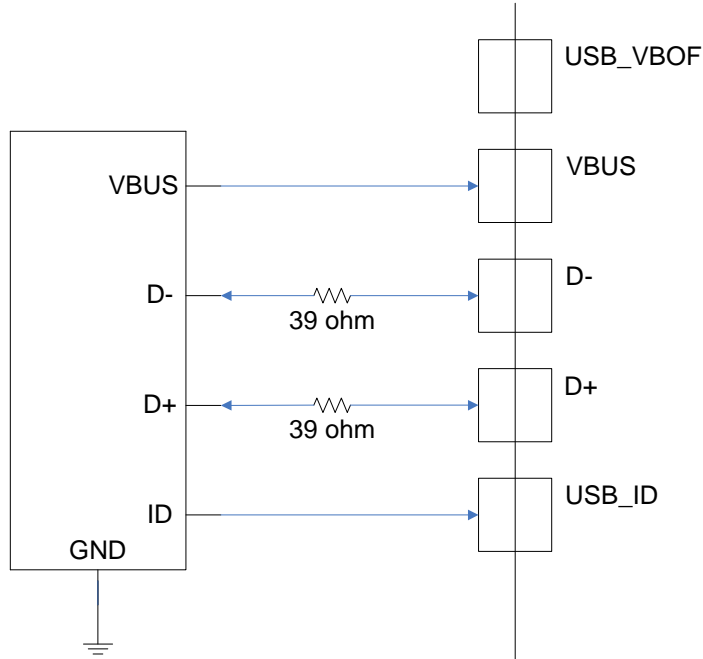 USB_VBOF
VBUS
VBUS
D-
D-
39 ohm
D+
D+
39 ohm
ID
USB_ID
GND